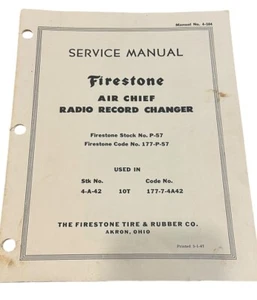 Manual No. 4-104
SERVICE MANUAL
Firestone
AIR CHIEF
RADIO RECORD CHANGER
Firestone Stock No. P-57
Firestone Code No. 177-P-57
USED IN
Stk No. Code No.
4-A-42 10T 177-7-4A42
THE FIRESTONE TIRE & RUBBER CO.
AKRON, OHIO
Printed